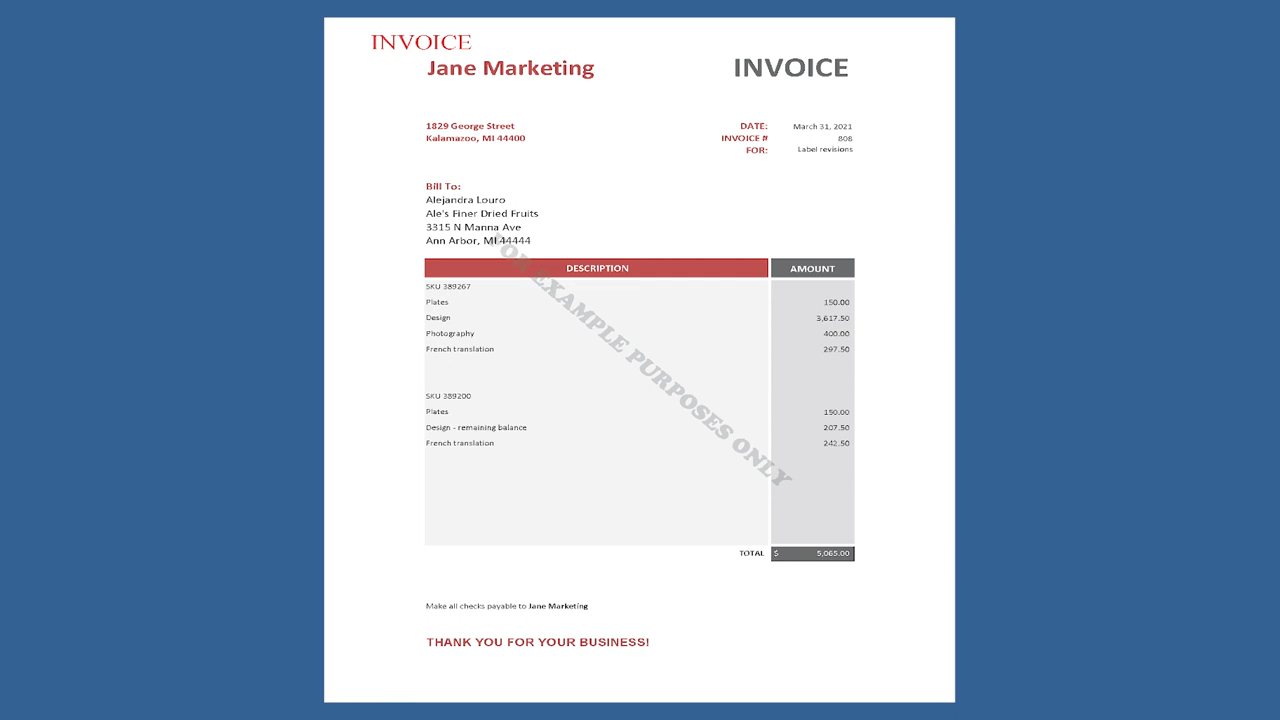 INVOICE
Jane Marketing
INVOICE
1829 George Street
Kalamazoo, MI 44400
DATE: March 31, 2021
INVOICE # 808
FOR: Label revisions
Bill To:
Alejandra Louro
Ale's Finer Dried Fruits
3315 N Manna Ave
Ann Arbor, MI 44444
FOR EXAMPLE PURPOSES ONLY
DESCRIPTION AMOUNT
SKU 389267
Plates 150.00
Design 3,617.50
Photography 400.00
French translation 297.50
SKU 389200
Plates 150.00
Design - remaining balance 207.50
French translation 242.50
TOTAL $ 5,065.00
Make all checks payable to Jane Marketing
THANK YOU FOR YOUR BUSINESS!